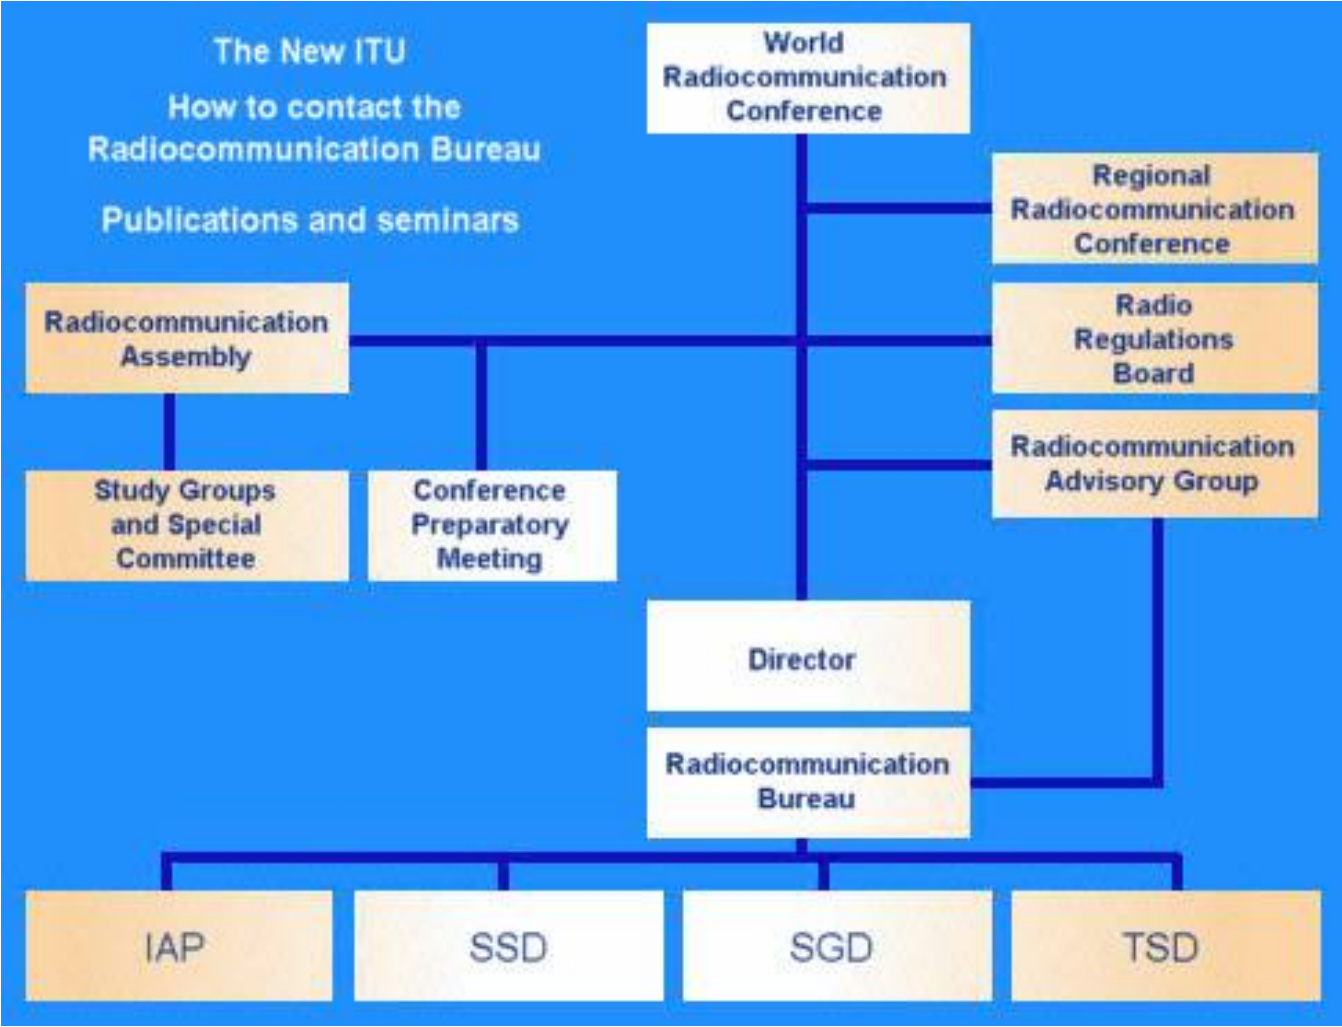 The New ITU
How to contact the
Radiocommunication Bureau
Publications and seminars
World
Radiocommunication
Conference
Regional
Radiocommunication
Conference
Radiocommunication
Assembly
Radio
Regulations
Board
Radiocommunication
Advisory Group
Study Groups
and Special
Committee
Conference
Preparatory
Meeting
Director
Radiocommunication
Bureau
IAP
SSD
SGD
TSD